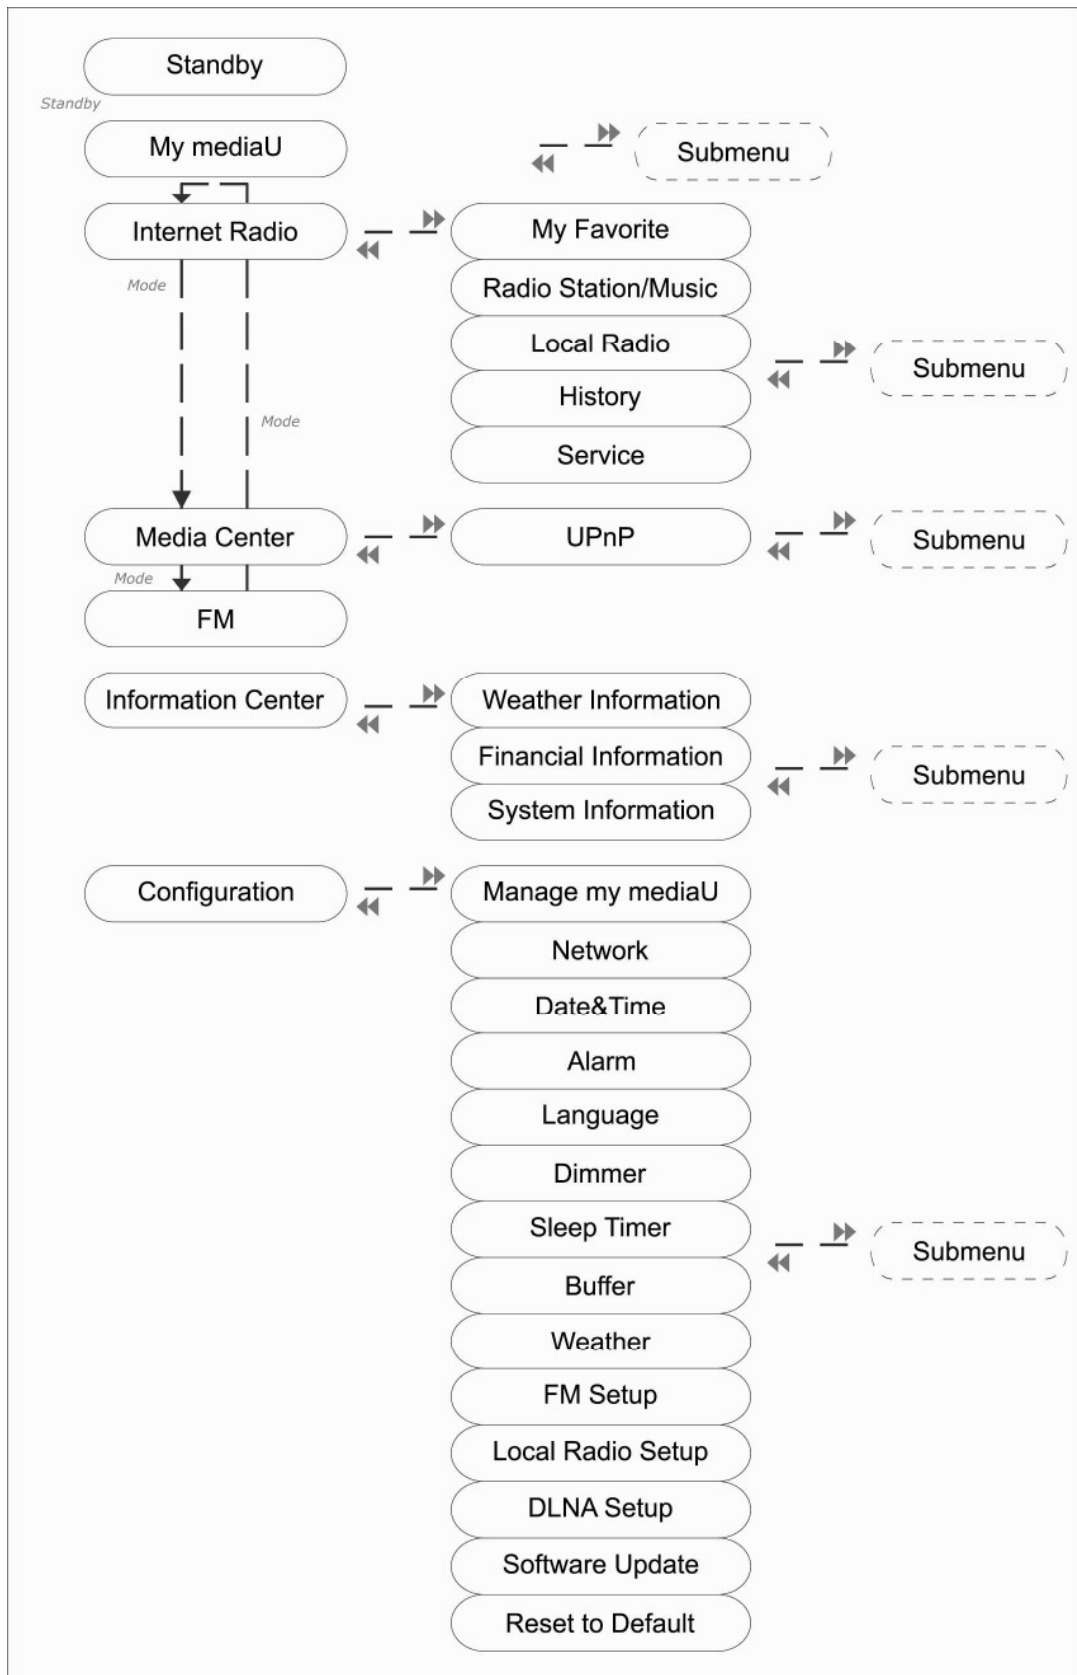 Standby
Standby
My mediaU
Submenu
Internet Radio
My Favorite
Mode
Radio Station/Music
Local Radio
Submenu
History
Mode
Service
Media Center
UPnP
Submenu
Mode
FM
Information Center
Weather Information
Financial Information
Submenu
System Information
Configuration
Manage my mediaU
Network
Date&Time
Alarm
Language
Dimmer
Sleep Timer
Submenu
Buffer
Weather
FM Setup
Local Radio Setup
DLNA Setup
Software Update
Reset to Default